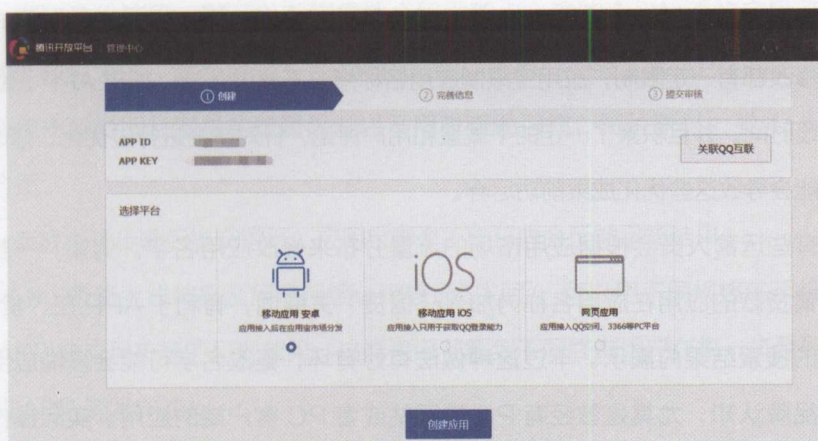 腾讯开放平台 管理中心
① 创建
② 完善信息
③ 提交审核
APP ID
APP KEY
关联QQ互联
选择平台
iOS
移动应用 安卓
移动应用 iOS
网页应用
应用接入后在应用宝市场分发
应用接入只用于获取QQ登录能力
应用接入QQ空间、3366等PC平台
创建应用